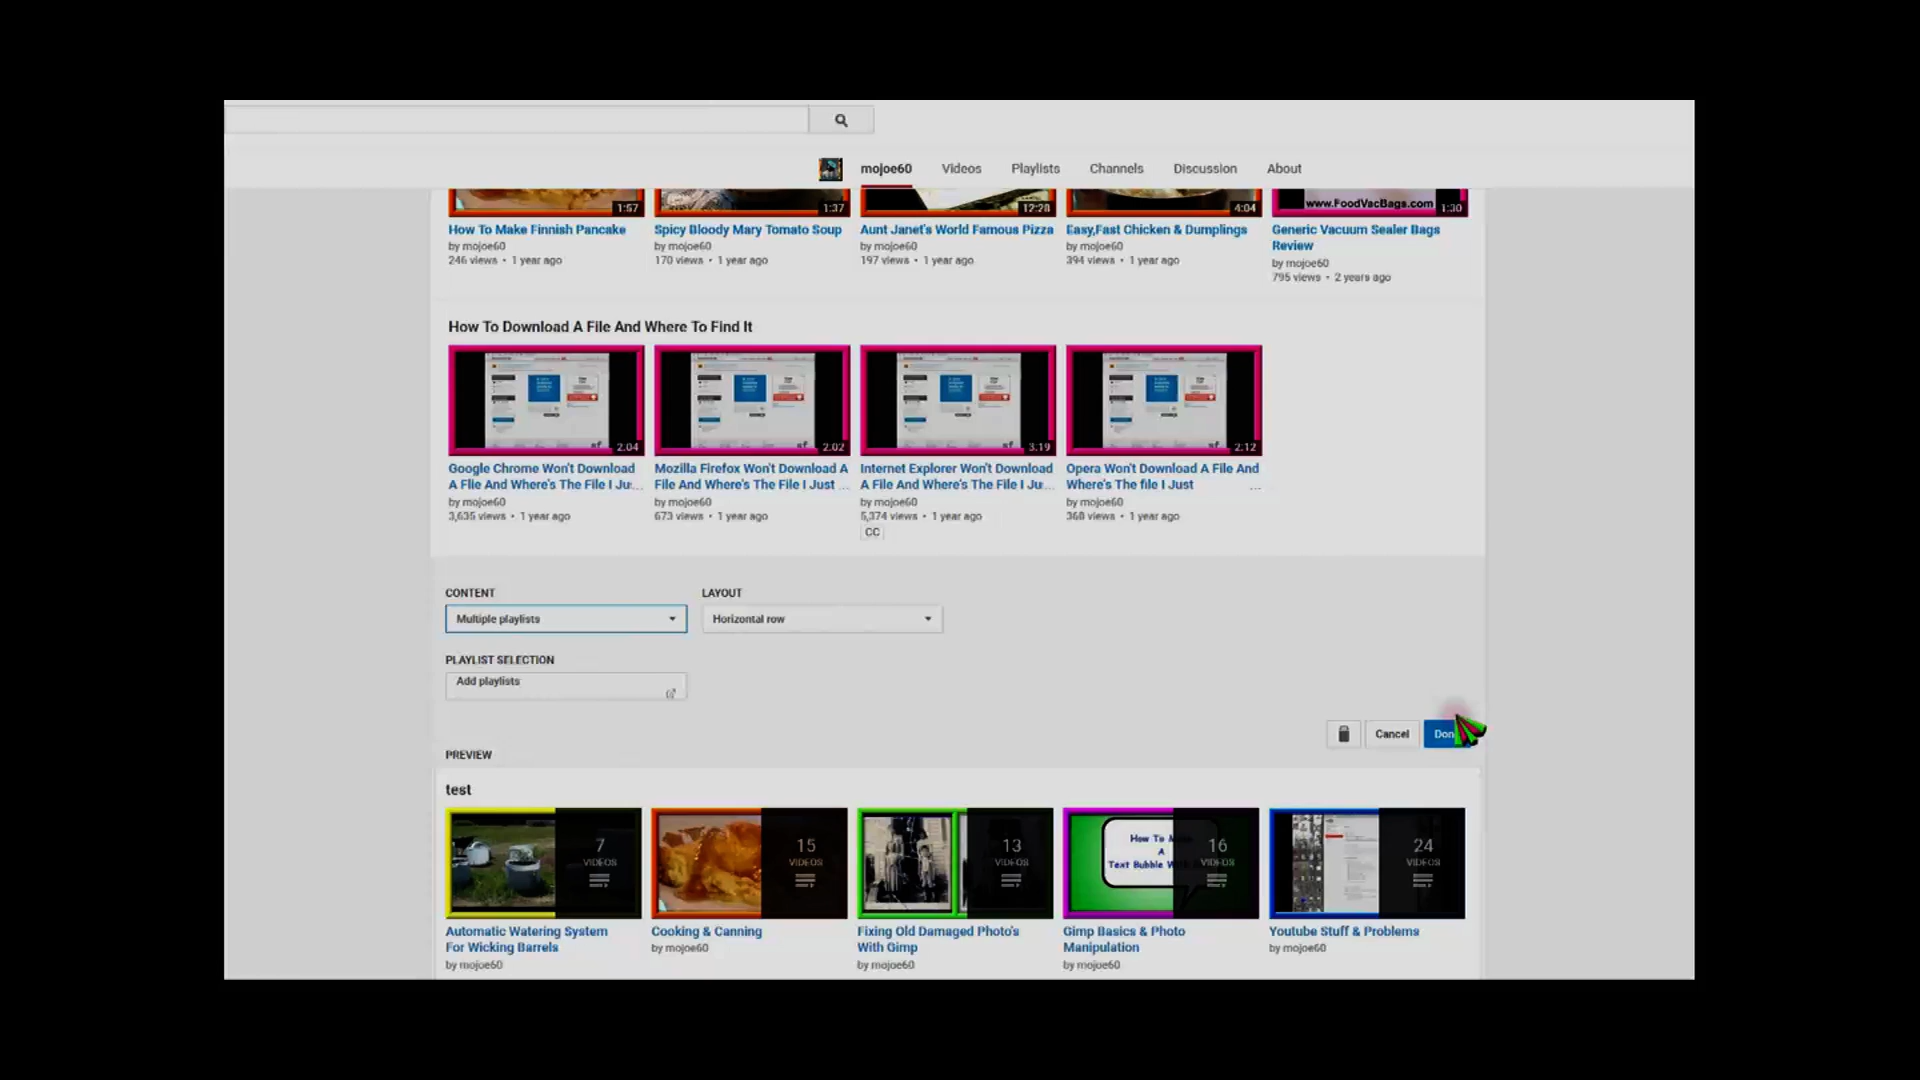 mojoe60 Videos Playlists Channels Discussion About
1:57 1:37 12:28 4:04 www.FoodVacBags.com 1:30
How To Make Finnish Pancake
by mojoe60
246 views • 1 year ago
Spicy Bloody Mary Tomato Soup
by mojoe60
170 views • 1 year ago
Aunt Janet's World Famous Pizza
by mojoe60
197 views • 1 year ago
Easy,Fast Chicken & Dumplings
by mojoe60
394 views • 1 year ago
Generic Vacuum Sealer Bags
Review
by mojoe60
795 views • 2 years ago
How To Download A File And Where To Find It
2:04 2:02 3:19 2:12
Google Chrome Won't Download
A File And Where's The File I Ju...
by mojoe60
3,635 views • 1 year ago
Mozilla Firefox Won't Download A
File And Where's The File I Just ...
by mojoe60
673 views • 1 year ago
Internet Explorer Won't Download
A File And Where's The File I Ju...
by mojoe60
5,374 views • 1 year ago
CC
Opera Won't Download A File And
Where's The file I Just ...
by mojoe60
368 views • 1 year ago
CONTENT LAYOUT
Multiple playlists Horizontal row
PLAYLIST SELECTION
Add playlists
Cancel Don
PREVIEW
test
7
VIDEOS
Automatic Watering System
For Wicking Barrels
by mojoe60
15
VIDEOS
Cooking & Canning
by mojoe60
13
VIDEOS
Fixing Old Damaged Photo's
With Gimp
by mojoe60
How To M
A
Text Bubble W
16
VIDEOS
Gimp Basics & Photo
Manipulation
by mojoe60
24
VIDEOS
Youtube Stuff & Problems
by mojoe60